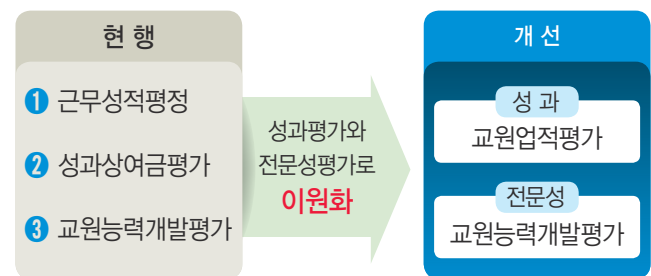 현 행
❶ 근무성적평정
❷ 성과상여금평가
❸ 교원능력개발평가
성과평가와
전문성평가로
이원화
개 선
성 과
교원업적평가
전문성
교원능력개발평가